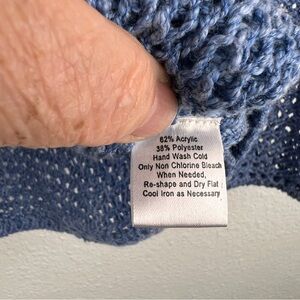 62% Acrylic
38% Polyester
Hand Wash Cold
Only Non Chlorine Bleach
When Needed,
Re-shape and Dry Flat
Cool Iron as Necessary